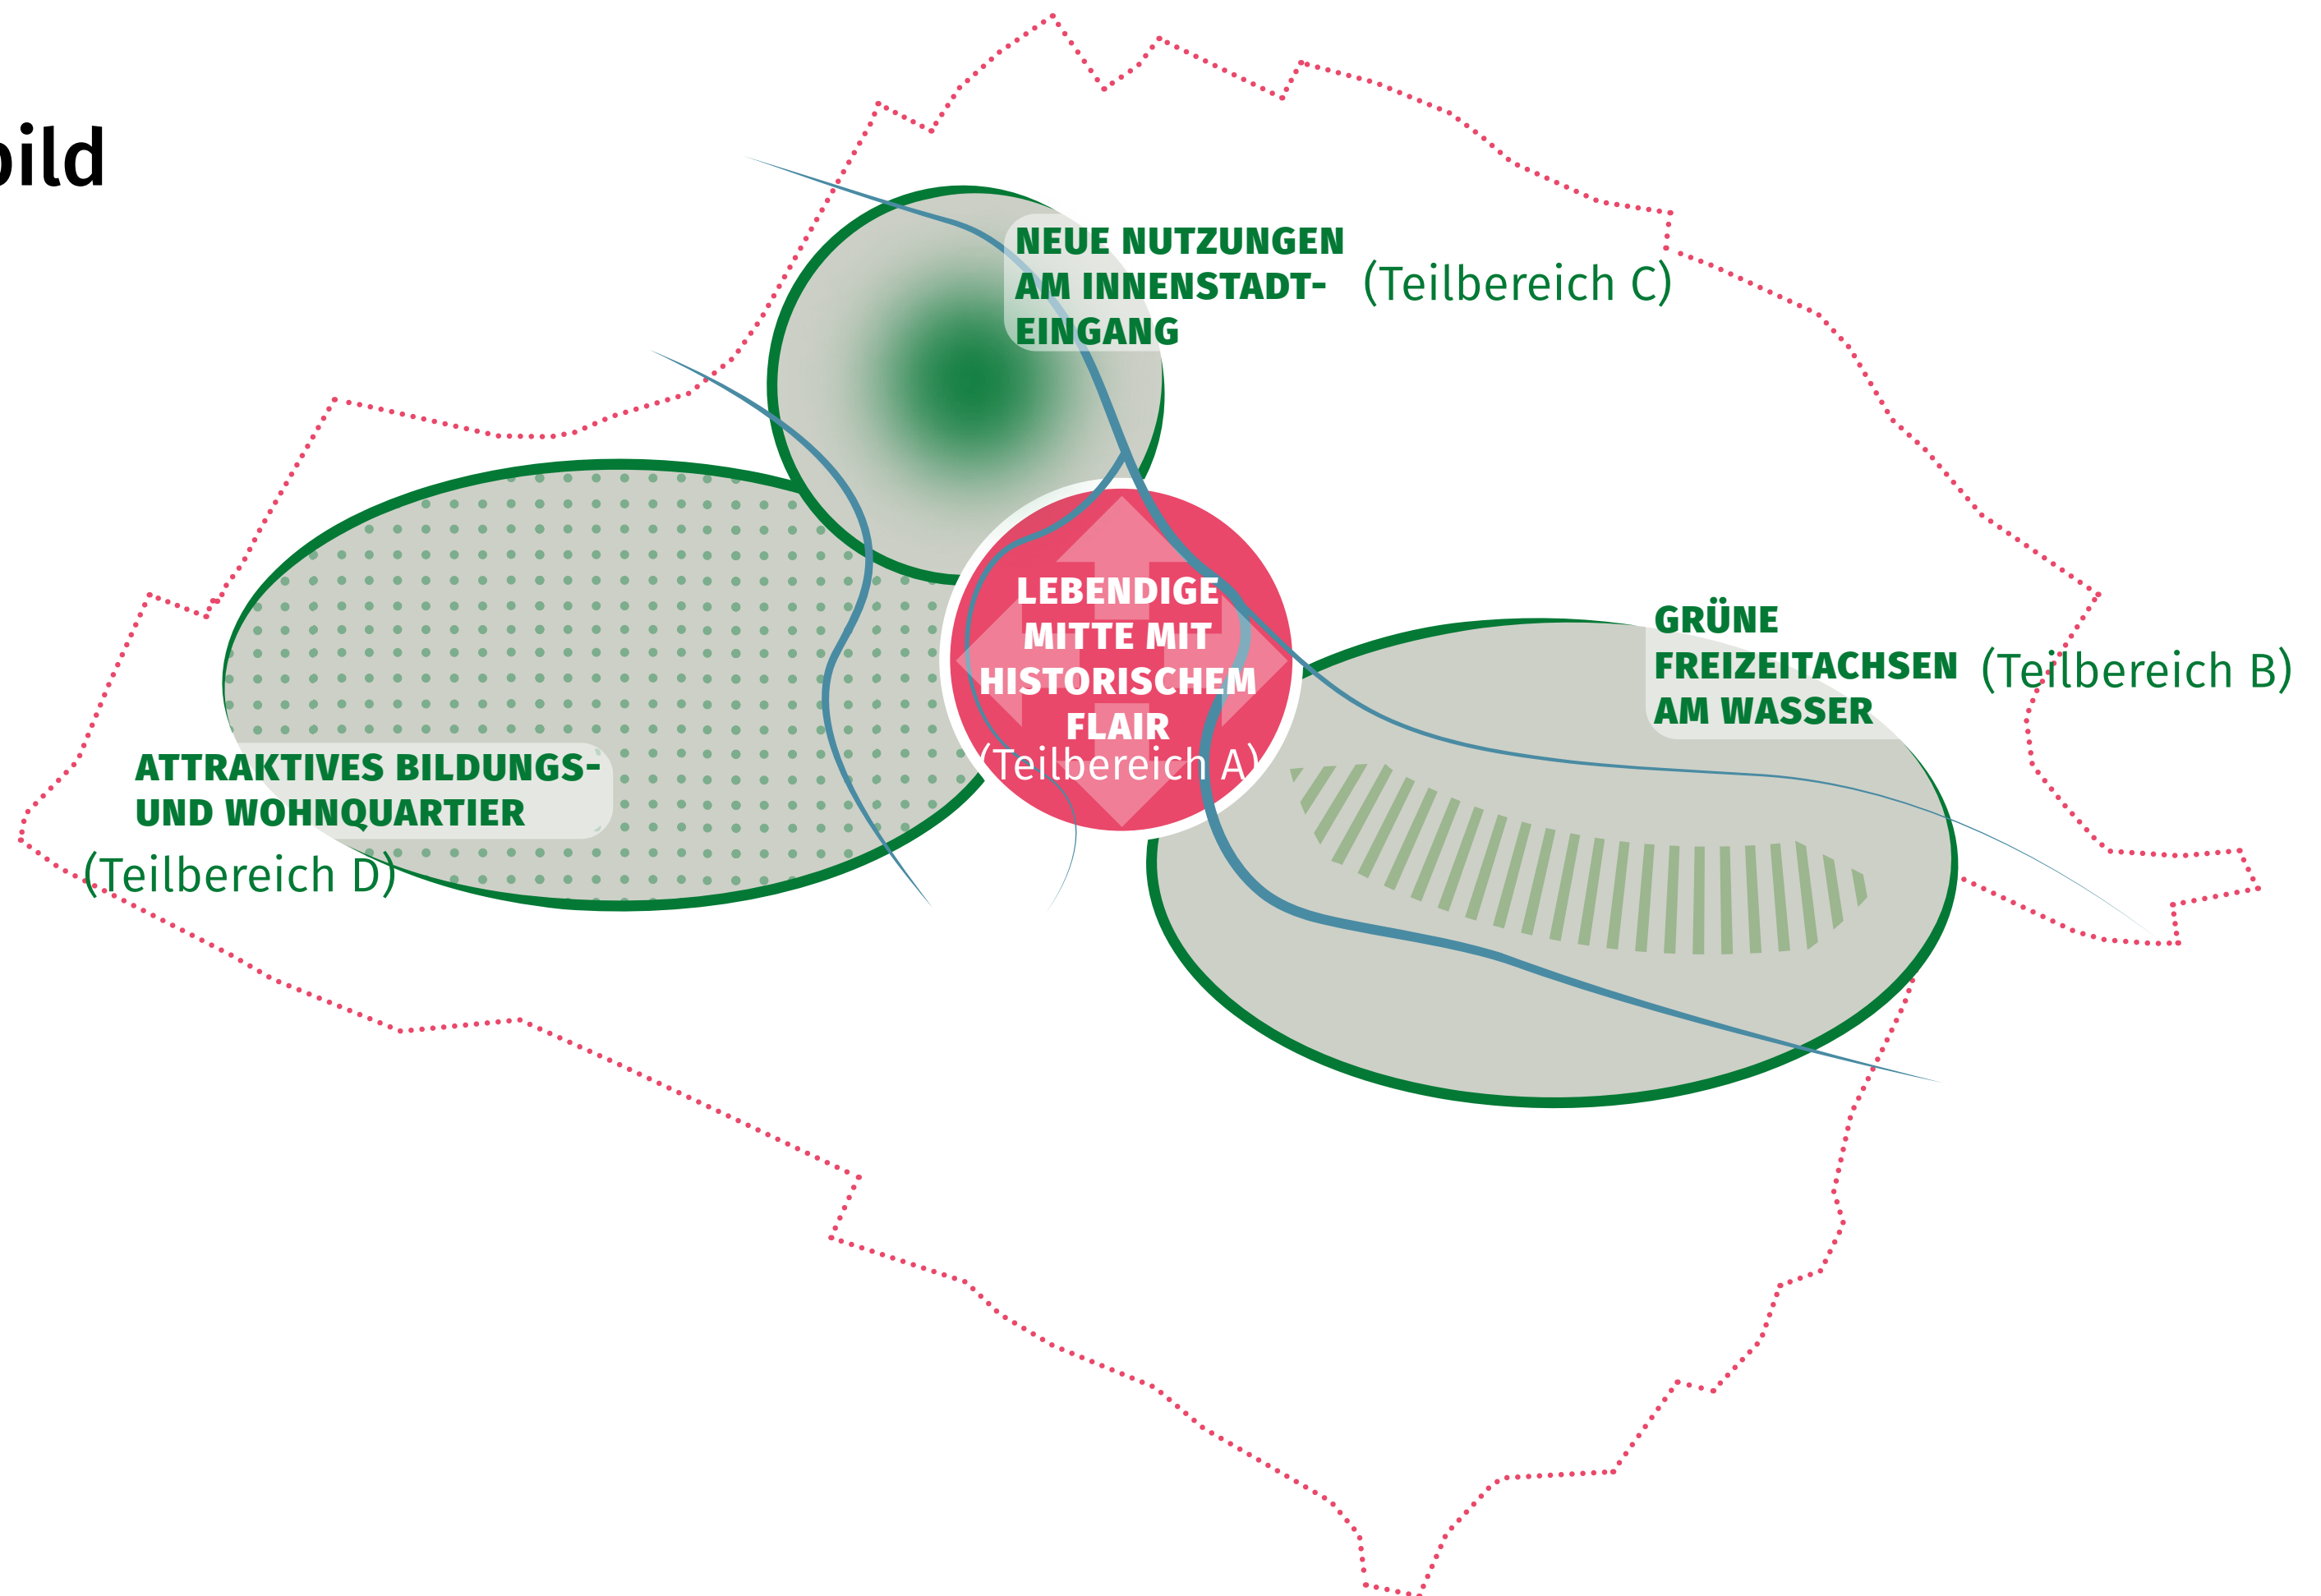 bild
NEUE NUTZUNGEN
AM INNENSTADT-
EINGANG
(Teilbereich C)
LEBENDIGE
MITTE MIT
HISTORISCHEM
FLAIR
(Teilbereich A)
GRÜNE
FREIZEITACHSEN
AM WASSER
(Teilbereich B)
ATTRAKTIVES BILDUNGS-
UND WOHNQUARTIER
(Teilbereich D)